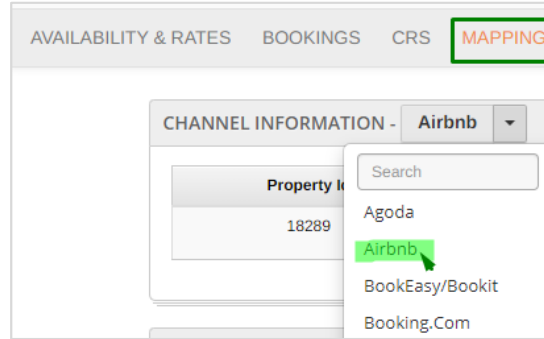 AVAILABILITY & RATES BOOKINGS CRS MAPPING
CHANNEL INFORMATION - Airbnb
Search
Property I
18289
Agoda
Airbnb
BookEasy/Bookit
Booking.Com